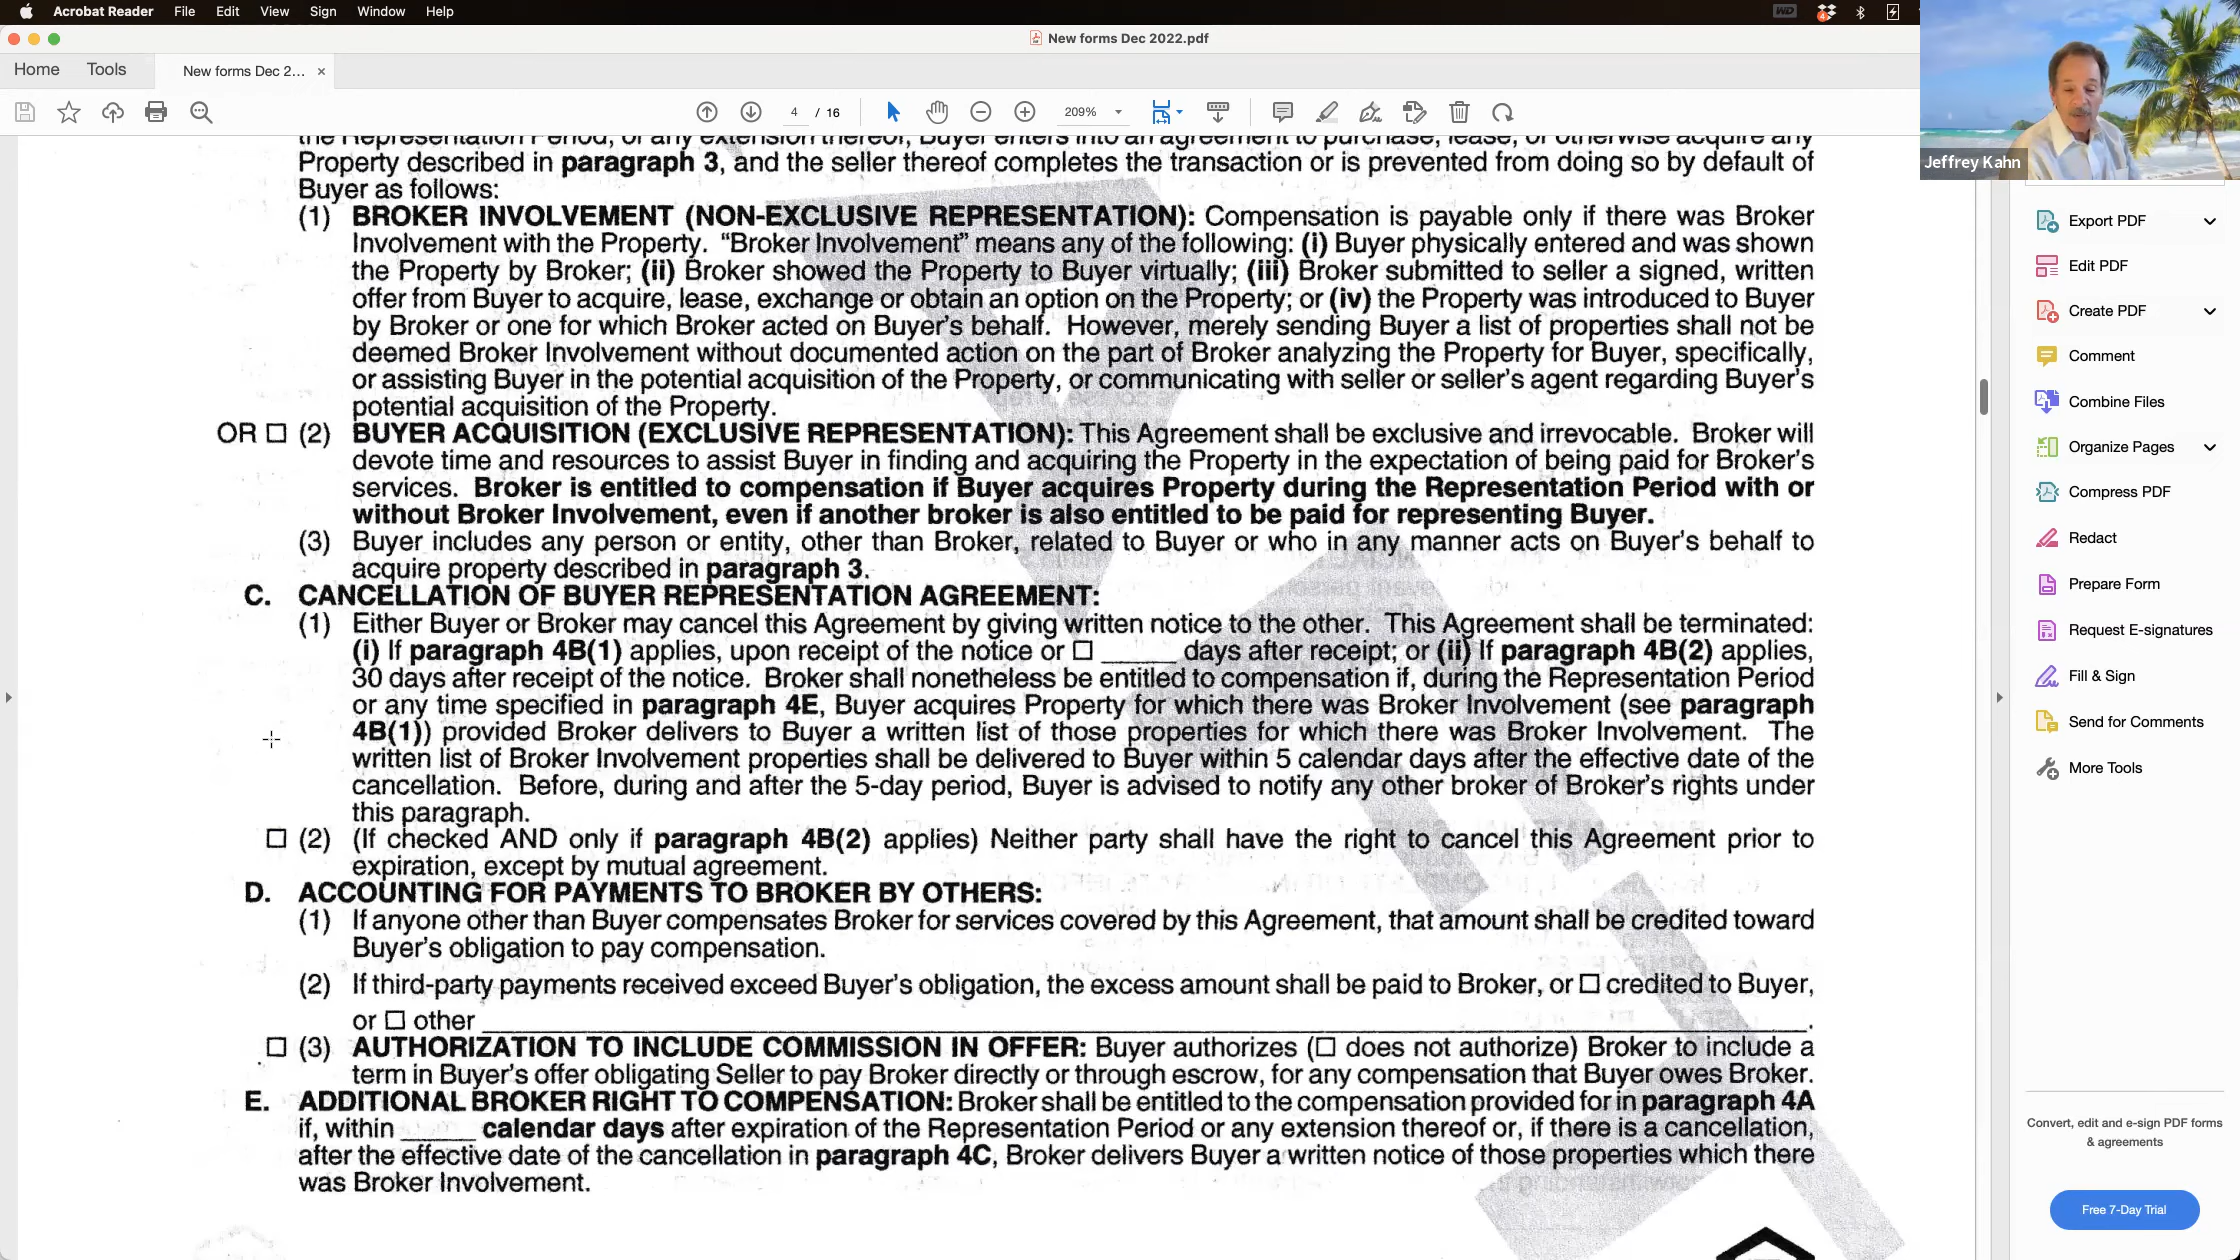 Acrobat Reader File Edit View Sign Window Help
New forms Dec 2022.pdf
Home Tools New forms Dec 2... ×
4 / 16 209%
Jeffrey Kahn
the Representation Period, or any extension thereof, Buyer enters into an agreement to purchase, lease, or otherwise acquire any
Property described in paragraph 3, and the seller thereof completes the transaction or is prevented from doing so by default of
Buyer as follows:
(1) BROKER INVOLVEMENT (NON-EXCLUSIVE REPRESENTATION): Compensation is payable only if there was Broker
Involvement with the Property. “Broker Involvement” means any of the following: (i) Buyer physically entered and was shown
the Property by Broker; (ii) Broker showed the Property to Buyer virtually; (iii) Broker submitted to seller a signed, written
offer from Buyer to acquire, lease, exchange or obtain an option on the Property; or (iv) the Property was introduced to Buyer
by Broker or one for which Broker acted on Buyer’s behalf. However, merely sending Buyer a list of properties shall not be
deemed Broker Involvement without documented action on the part of Broker analyzing the Property for Buyer, specifically,
or assisting Buyer in the potential acquisition of the Property, or communicating with seller or seller’s agent regarding Buyer’s
potential acquisition of the Property.
OR ☐ (2) BUYER ACQUISITION (EXCLUSIVE REPRESENTATION): This Agreement shall be exclusive and irrevocable. Broker will
devote time and resources to assist Buyer in finding and acquiring the Property in the expectation of being paid for Broker’s
services. Broker is entitled to compensation if Buyer acquires Property during the Representation Period with or
without Broker Involvement, even if another broker is also entitled to be paid for representing Buyer.
(3) Buyer includes any person or entity, other than Broker, related to Buyer or who in any manner acts on Buyer’s behalf to
acquire property described in paragraph 3.
C. CANCELLATION OF BUYER REPRESENTATION AGREEMENT:
(1) Either Buyer or Broker may cancel this Agreement by giving written notice to the other. This Agreement shall be terminated:
(i) If paragraph 4B(1) applies, upon receipt of the notice or ☐ _____ days after receipt; or (ii) If paragraph 4B(2) applies,
30 days after receipt of the notice. Broker shall nonetheless be entitled to compensation if, during the Representation Period
or any time specified in paragraph 4E, Buyer acquires Property for which there was Broker Involvement (see paragraph
4B(1)) provided Broker delivers to Buyer a written list of those properties for which there was Broker Involvement. The
written list of Broker Involvement properties shall be delivered to Buyer within 5 calendar days after the effective date of the
cancellation. Before, during and after the 5-day period, Buyer is advised to notify any other broker of Broker’s rights under
this paragraph.
☐ (2) (If checked AND only if paragraph 4B(2) applies) Neither party shall have the right to cancel this Agreement prior to
expiration, except by mutual agreement.
D. ACCOUNTING FOR PAYMENTS TO BROKER BY OTHERS:
(1) If anyone other than Buyer compensates Broker for services covered by this Agreement, that amount shall be credited toward
Buyer’s obligation to pay compensation.
(2) If third-party payments received exceed Buyer’s obligation, the excess amount shall be paid to Broker, or ☐ credited to Buyer,
or ☐ other _____.
☐ (3) AUTHORIZATION TO INCLUDE COMMISSION IN OFFER: Buyer authorizes (☐ does not authorize) Broker to include a
term in Buyer’s offer obligating Seller to pay Broker directly or through escrow, for any compensation that Buyer owes Broker.
E. ADDITIONAL BROKER RIGHT TO COMPENSATION: Broker shall be entitled to the compensation provided for in paragraph 4A
if, within _____ calendar days after expiration of the Representation Period or any extension thereof or, if there is a cancellation,
after the effective date of the cancellation in paragraph 4C, Broker delivers Buyer a written notice of those properties which there
was Broker Involvement.
Export PDF
Edit PDF
Create PDF
Comment
Combine Files
Organize Pages
Compress PDF
Redact
Prepare Form
Request E-signatures
Fill & Sign
Send for Comments
More Tools
Convert, edit and e-sign PDF forms
& agreements
Free 7-Day Trial